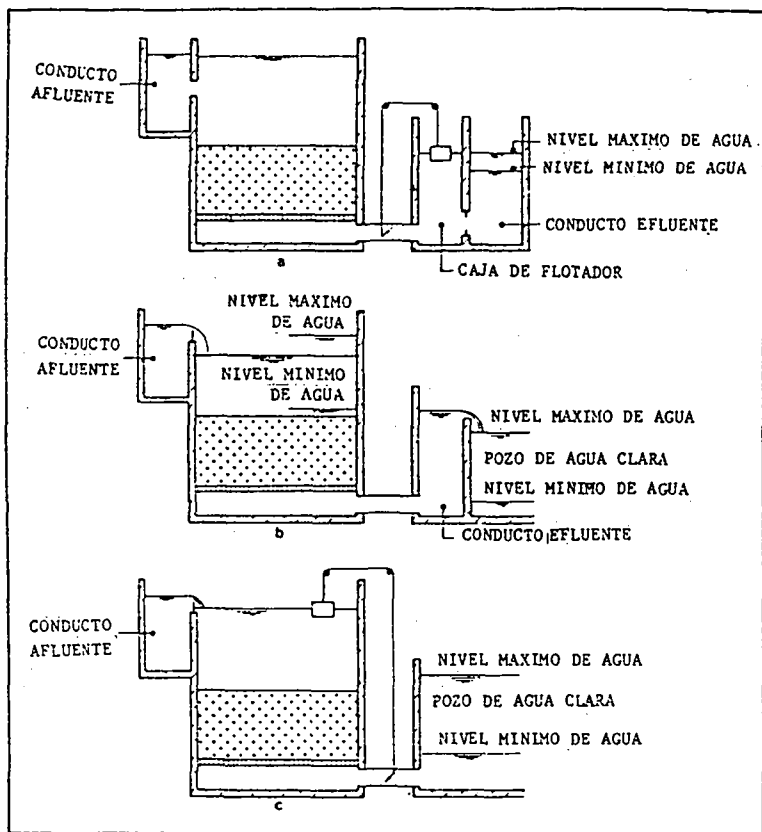 CONDUCTO
AFLUENTE
NIVEL MAXIMO DE AGUA
NIVEL MINIMO DE AGUA
CONDUCTO EFLUENTE
CAJA DE FLOTADOR
a
NIVEL MAXIMO
DE AGUA
CONDUCTO
AFLUENTE
NIVEL MINIMO
DE AGUA
NIVEL MAXIMO DE AGUA
POZO DE AGUA CLARA
NIVEL MINIMO DE AGUA
CONDUCTO EFLUENTE
b
CONDUCTO
AFLUENTE
NIVEL MAXIMO DE AGUA
POZO DE AGUA CLARA
NIVEL MINIMO DE AGUA
c